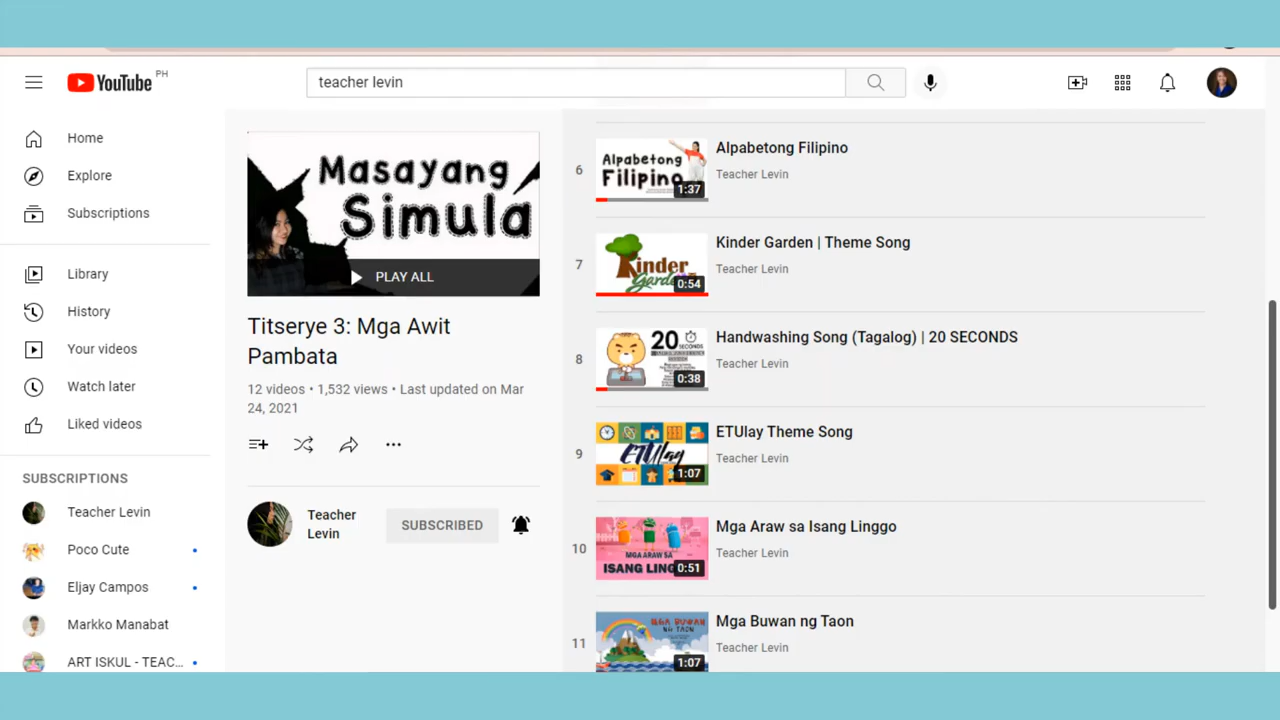 YouTube PH
teacher levin
Home
Explore
Subscriptions
Library
History
Your videos
Watch later
Liked videos
SUBSCRIPTIONS
Teacher Levin
Poco Cute
Eljay Campos
Markko Manabat
ART ISKUL - TEAC...
Masayang
Simula
PLAY ALL
Titserye 3: Mga Awit
Pambata
12 videos • 1,532 views • Last updated on Mar
24, 2021
Teacher
Levin
SUBSCRIBED
6
Alpabetong
Filipino
1:37
Alpabetong Filipino
Teacher Levin
7
Kinder
Garden
0:54
Kinder Garden | Theme Song
Teacher Levin
8
20
SECONDS
0:38
Handwashing Song (Tagalog) | 20 SECONDS
Teacher Levin
9
ETUlay
1:07
ETUlay Theme Song
Teacher Levin
10
MGA ARAW SA
ISANG LING
0:51
Mga Araw sa Isang Linggo
Teacher Levin
11
MGA BUWAN
NG TAON
1:07
Mga Buwan ng Taon
Teacher Levin